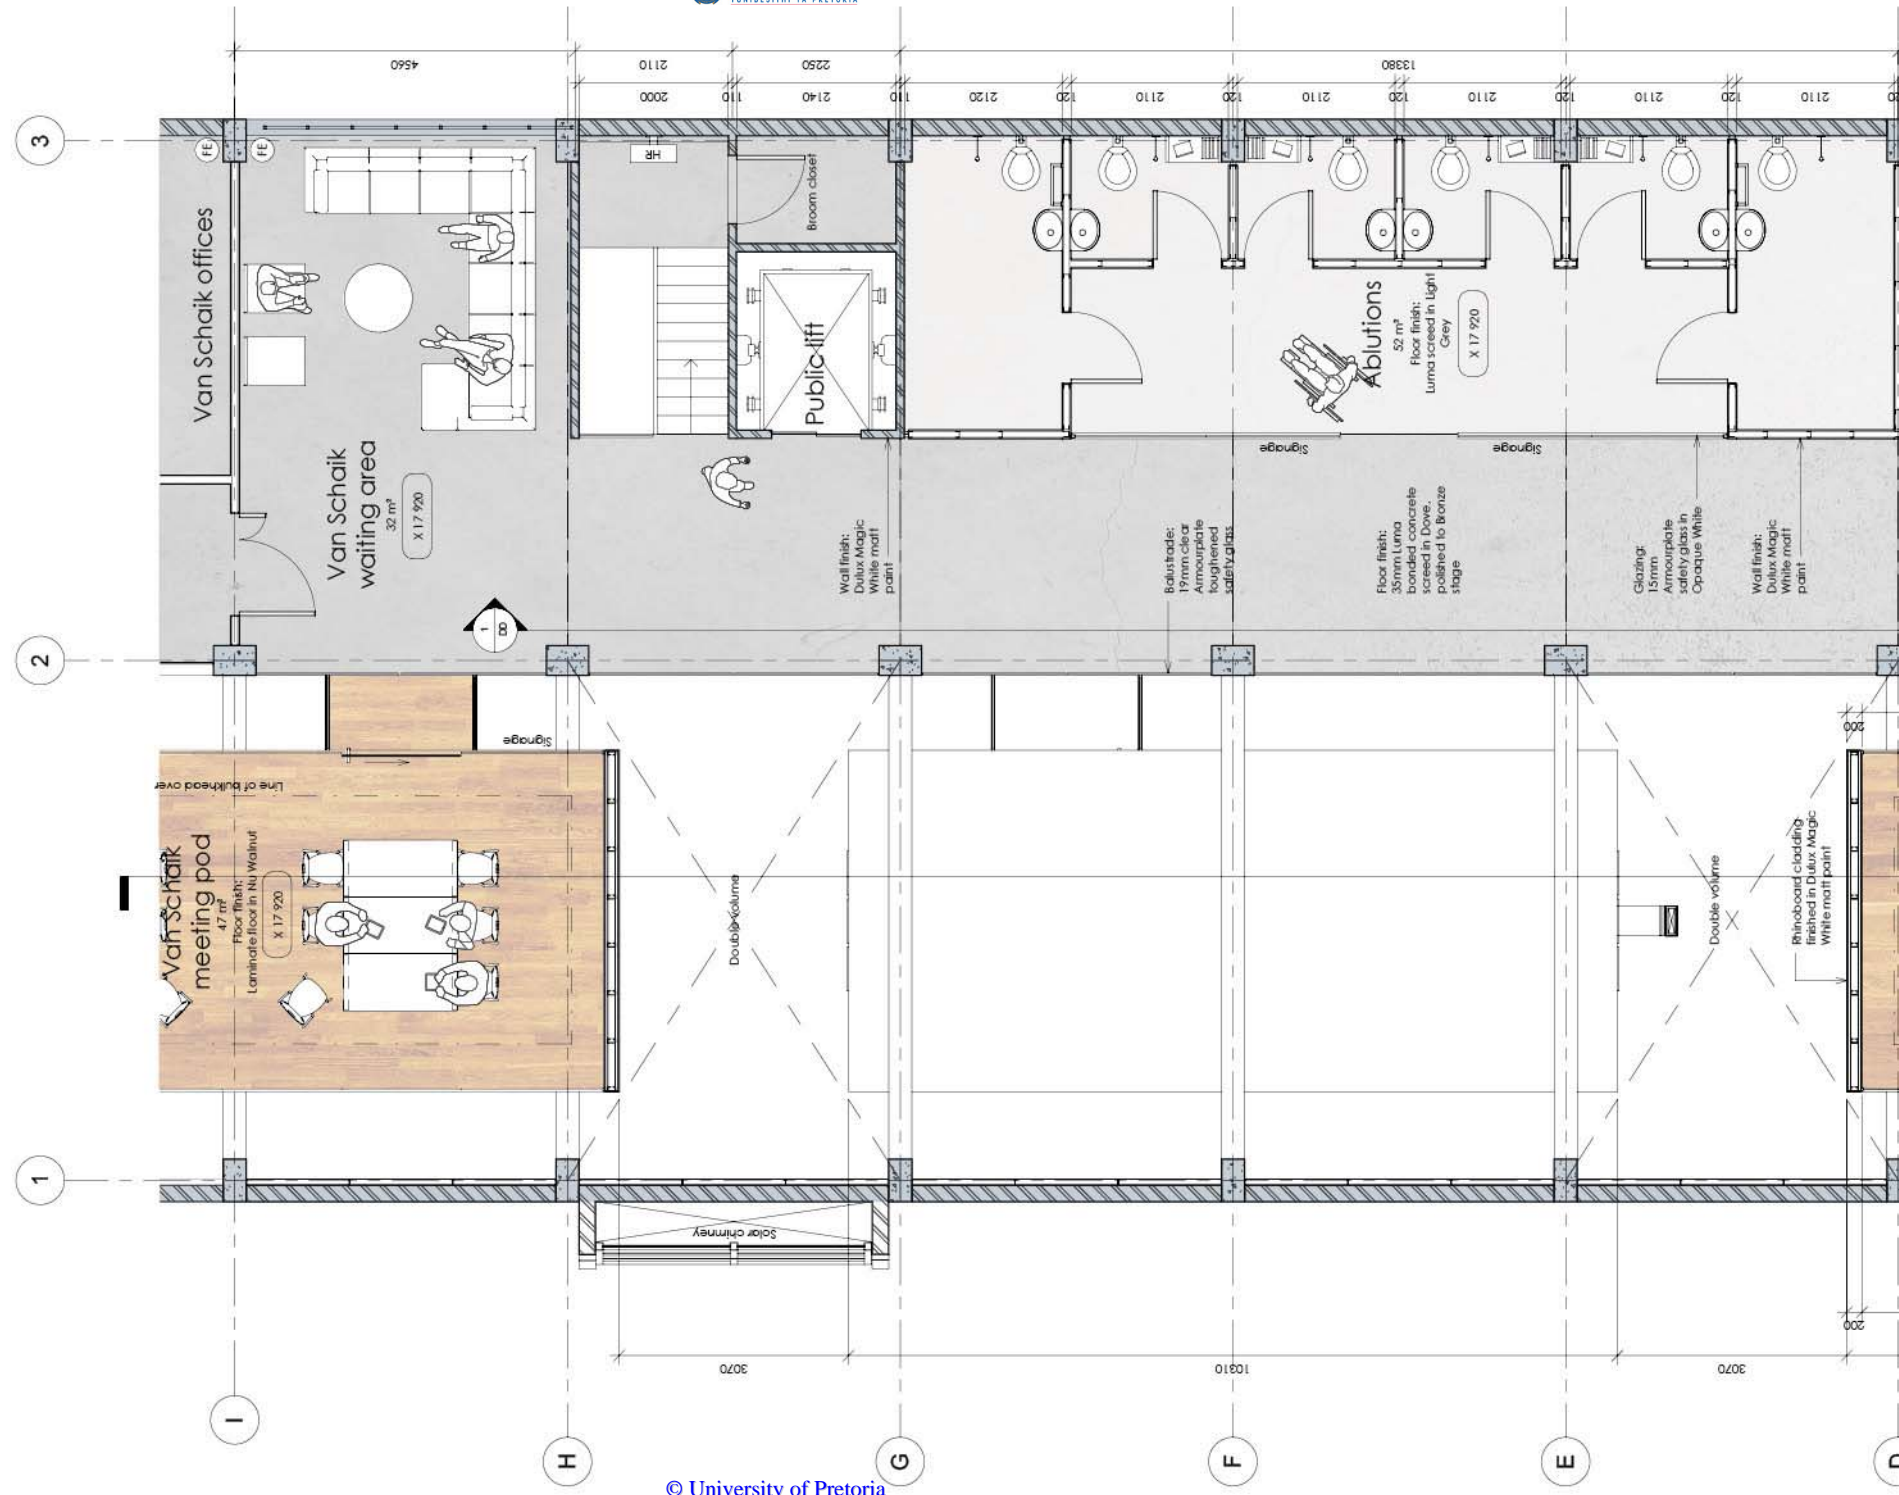 YUNIBESITHI YA PRETORIA
4560
2110
2250
13380
2000
110
2140
110
2120
120
2110
120
2110
120
2110
120
2110
120
2110
3
FE
FE
HR
Broom closet
Van Schaik offices
Van Schaik
waiting area
32 m²
X 17 920
Public lift
Ablutions
52 m²
Floor finish:
Luma screed in Light
Grey
X 17 920
Signage
Signage
Wall finish:
Dulux Magic
White matt
paint
Balustrade:
19mm clear
Armourplate
toughened
safety glass
Floor finish:
35mm Luma
bonded concrete
screed in Dove,
polished to Bronze
stage
Glazing:
15mm
Armourplate
safety glass in
Opaque White
Wall finish:
Dulux Magic
White matt
paint
1
DD
2
Signage
Line of bulkhead over
Van Schaik
meeting pod
47 m²
Floor finish:
Laminate floor in Nu Walnut
X 17 920
Double volume
Double volume
200
Rhinoboard cladding
finished in Dulux Magic
White matt paint
1
Solar chimney
200
3070
10310
3070
I
H
G
F
E
D
© University of Pretoria